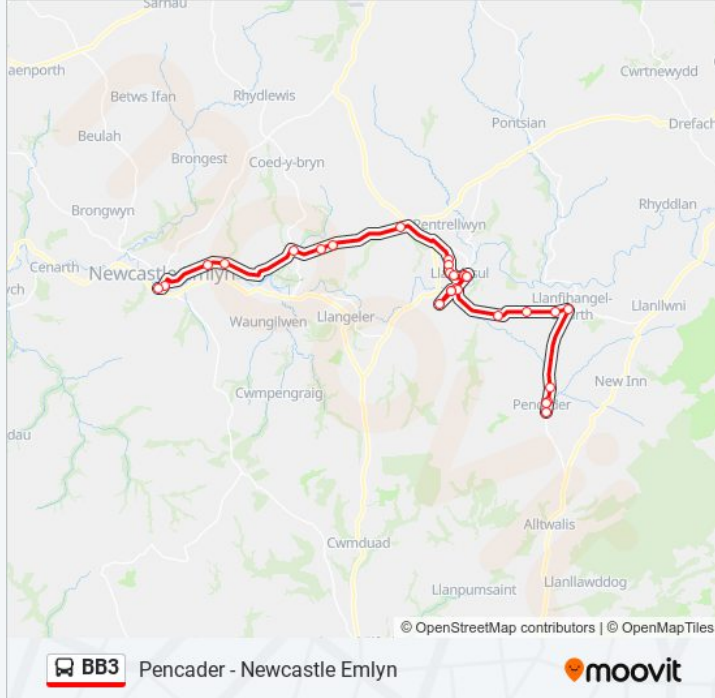 Sarnau
aenporth
Cwrtnewydd
Betws Ifan
Rhydlewis
Pontsian
Drefach
Beulah
Brongest
Coed-y-bryn
Rhyddlan
Brongwyn
Pentrellwyn
Cenarth
Newcastle Emlyn
ych
Llanfihangel-
Llanllwni
Llangeler
Waungilwen
New Inn
Cwmpengraig
Pencader
dau
Alltwalis
Cwmduad
Llanpumsaint
Llanllawddog
© OpenStreetMap contributors | © OpenMapTiles
BB3 Pencader - Newcastle Emlyn
moovit